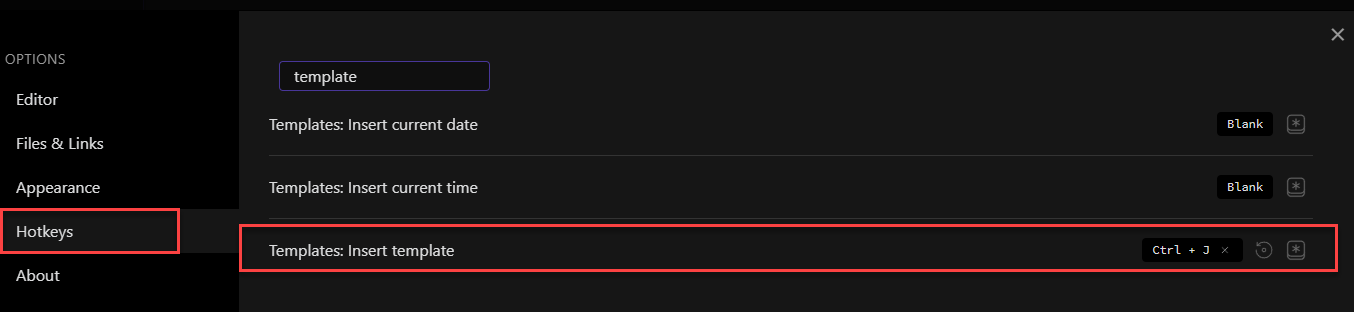 OPTIONS
Editor
Files & Links
Appearance
Hotkeys
About
template
Templates: Insert current date Blank
Templates: Insert current time Blank
Templates: Insert template Ctrl + J ×